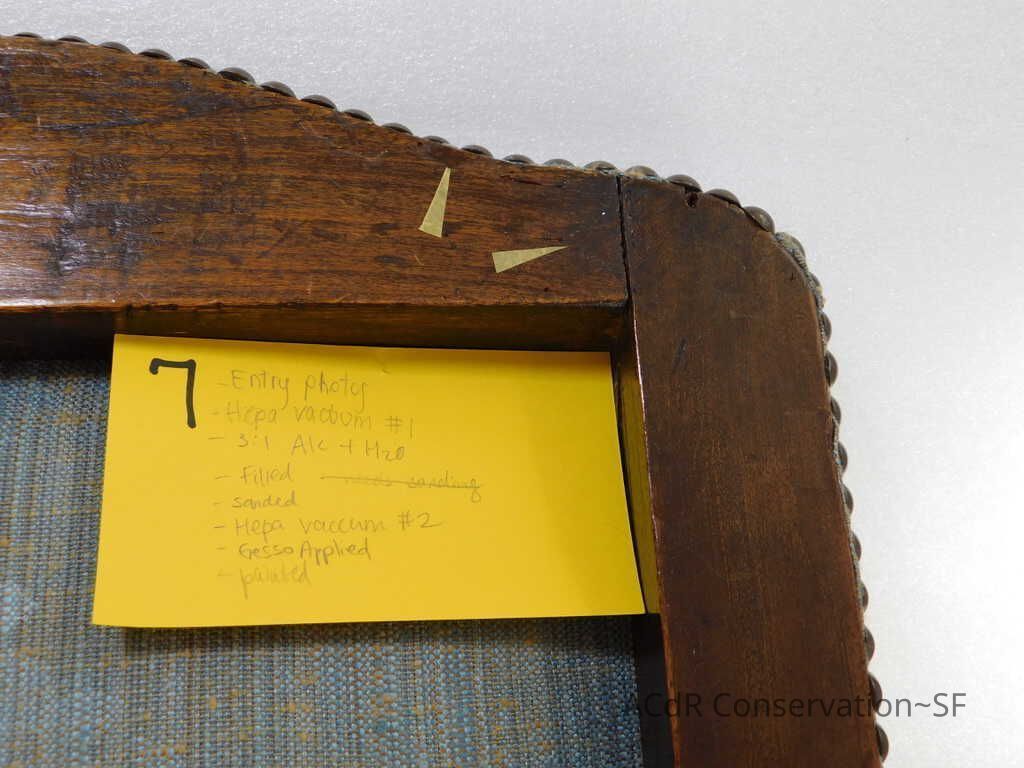 7
- Entry photos
- Hepa vacuum #1
- 3:1 Alc + H2O
- Filled - needs sanding
- sanded
- Hepa vaccum #2
- Gesso Applied
- painted
ACdR Conservation~SF